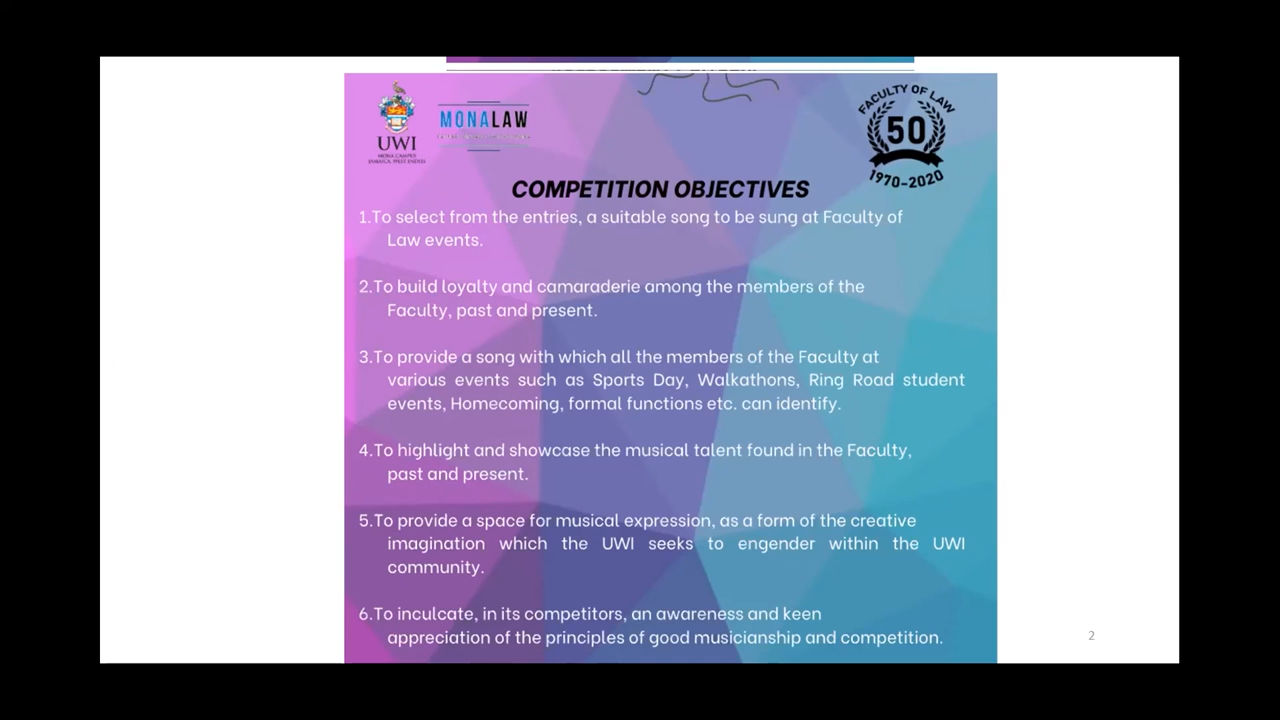 UWI
MONA CAMPUS
JAMAICA, WEST INDIES
MONALAW
FACULTY OF LAW
50
1970-2020
COMPETITION OBJECTIVES
1.To select from the entries, a suitable song to be sung at Faculty of
Law events.
2.To build loyalty and camaraderie among the members of the
Faculty, past and present.
3.To provide a song with which all the members of the Faculty at
various events such as Sports Day, Walkathons, Ring Road student
events, Homecoming, formal functions etc. can identify.
4.To highlight and showcase the musical talent found in the Faculty,
past and present.
5.To provide a space for musical expression, as a form of the creative
imagination which the UWI seeks to engender within the UWI
community.
6.To inculcate, in its competitors, an awareness and keen
appreciation of the principles of good musicianship and competition.
2